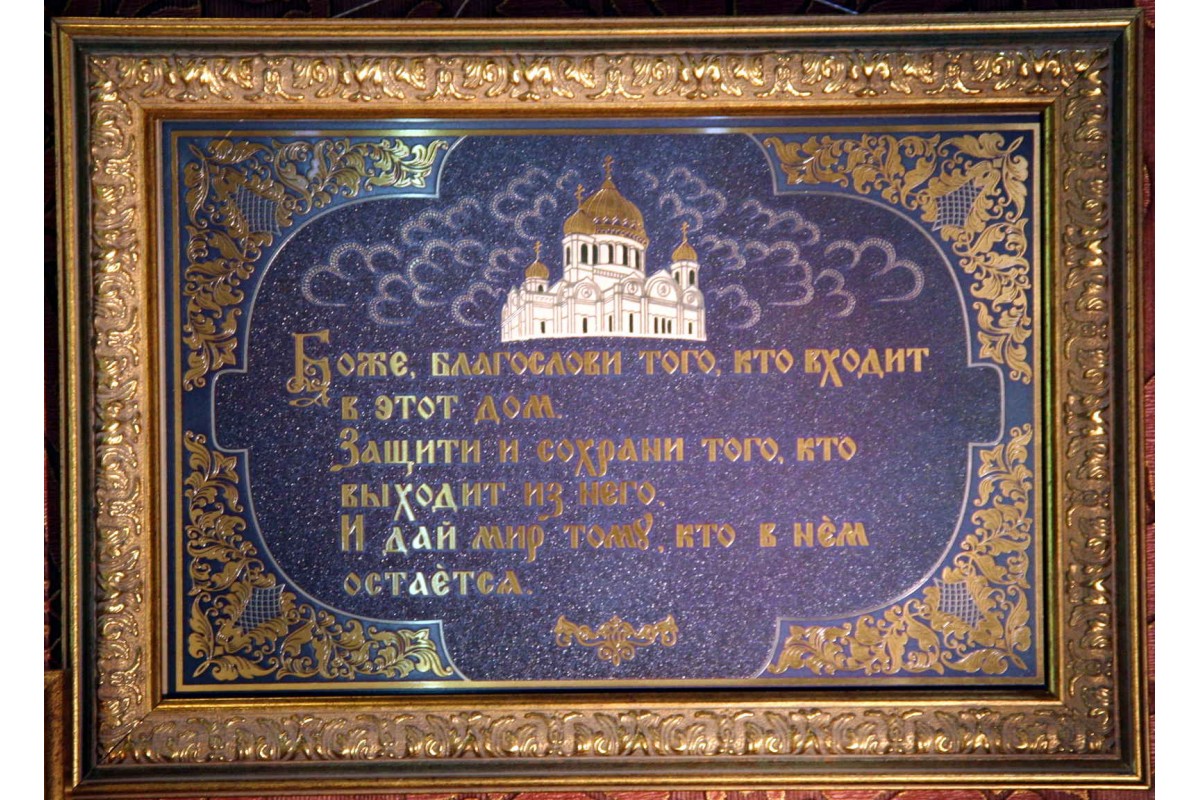 Боже, благослови того, кто входит
в этот дом.
Защити и сохрани того, кто
выходит из него.
И дай мир тому, кто в нём
остаётся.